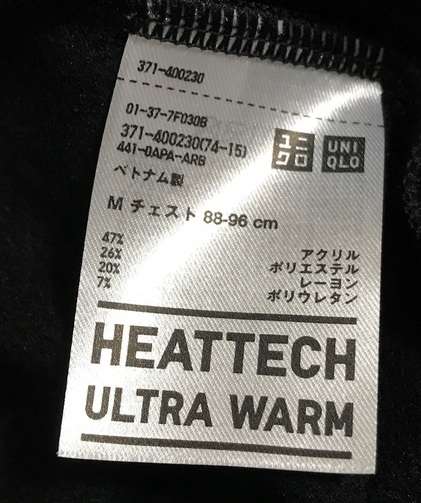 371-400230
01-37-7F030B
371-400230(74-15)
441-0APA-ARB
ベトナム製
ユニ
クロ
UNI
QLO
M チェスト 88-96 cm
47% アクリル
26% ポリエステル
20% レーヨン
7% ポリウレタン
HEATTECH
ULTRA WARM